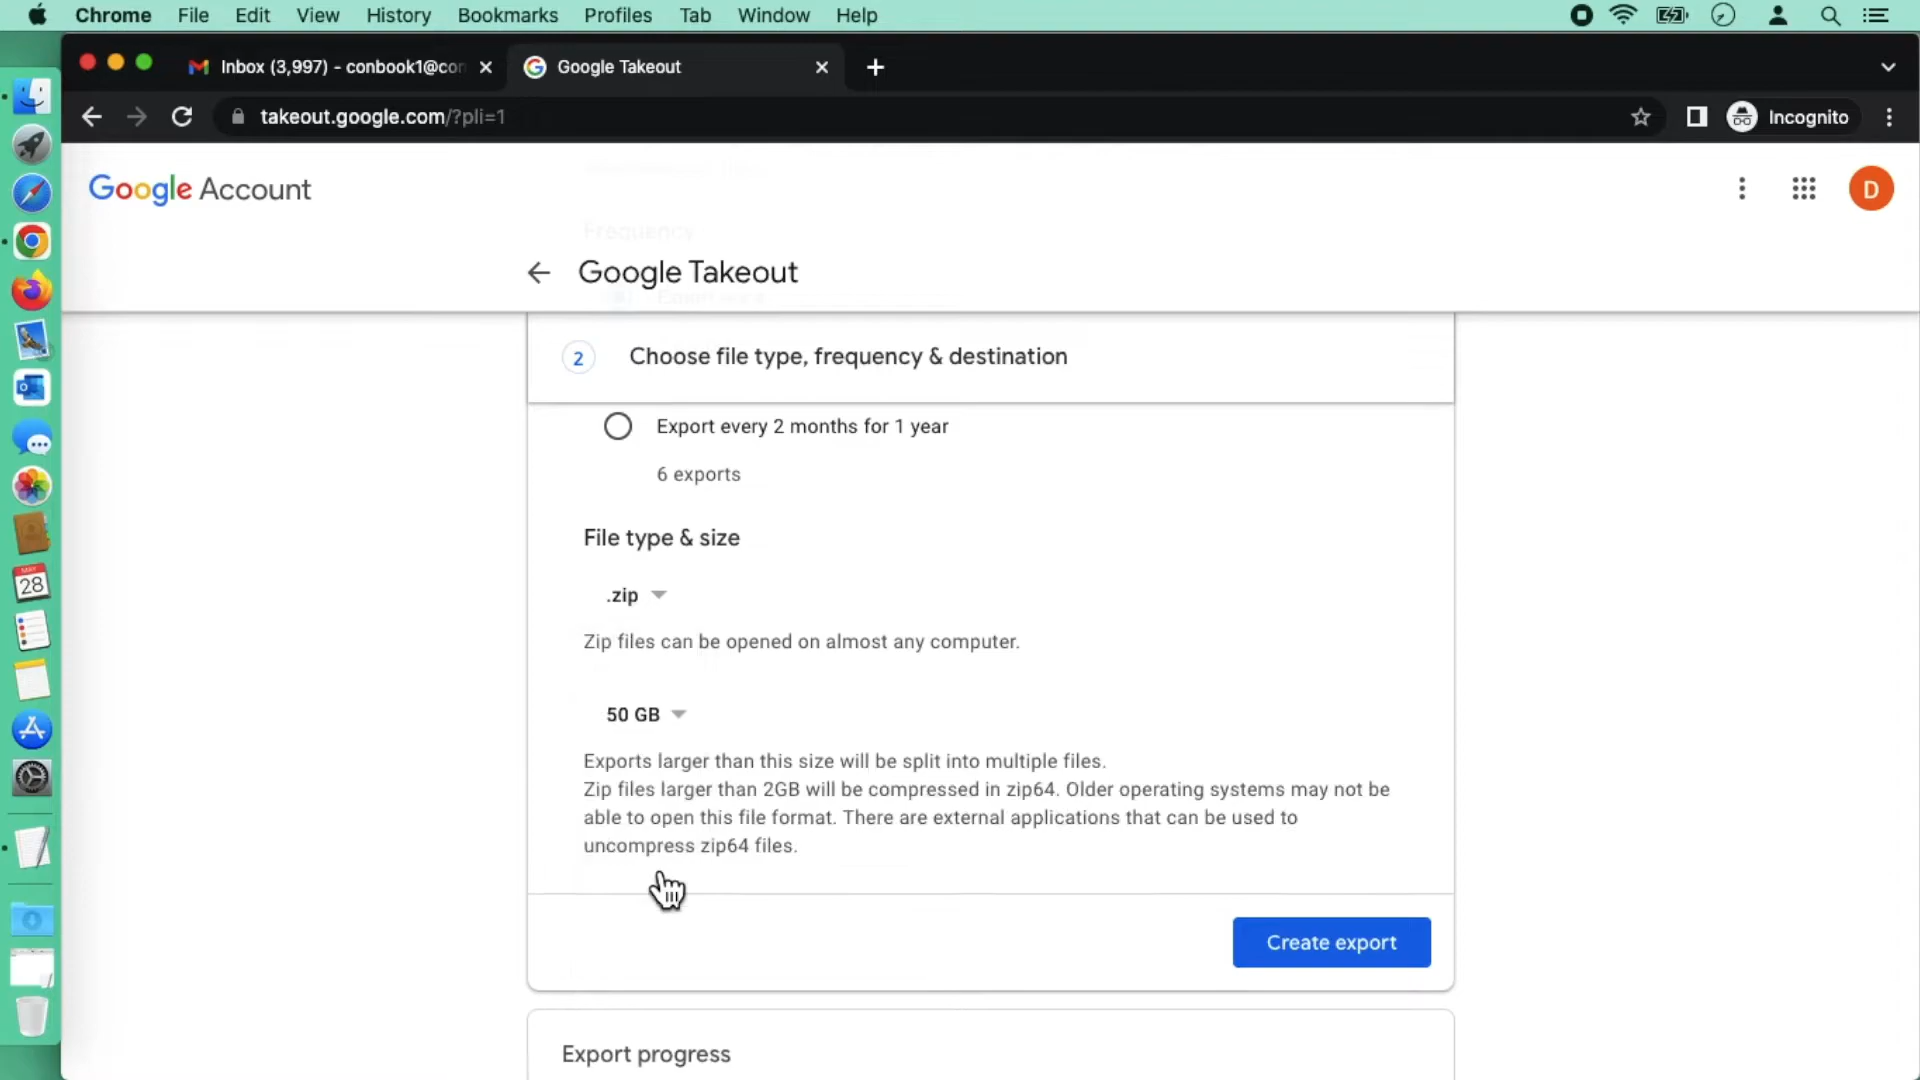 Chrome File Edit View History Bookmarks Profiles Tab Window Help
Inbox (3,997) - conbook1@con
Google Takeout
takeout.google.com/?pli=1
Incognito
Google Account
D
Frequency
Google Takeout
2 Choose file type, frequency & destination
Export every 2 months for 1 year
6 exports
File type & size
.zip
Zip files can be opened on almost any computer.
50 GB
Exports larger than this size will be split into multiple files.
Zip files larger than 2GB will be compressed in zip64. Older operating systems may not be
able to open this file format. There are external applications that can be used to
uncompress zip64 files.
Create export
Export progress
MAY
28